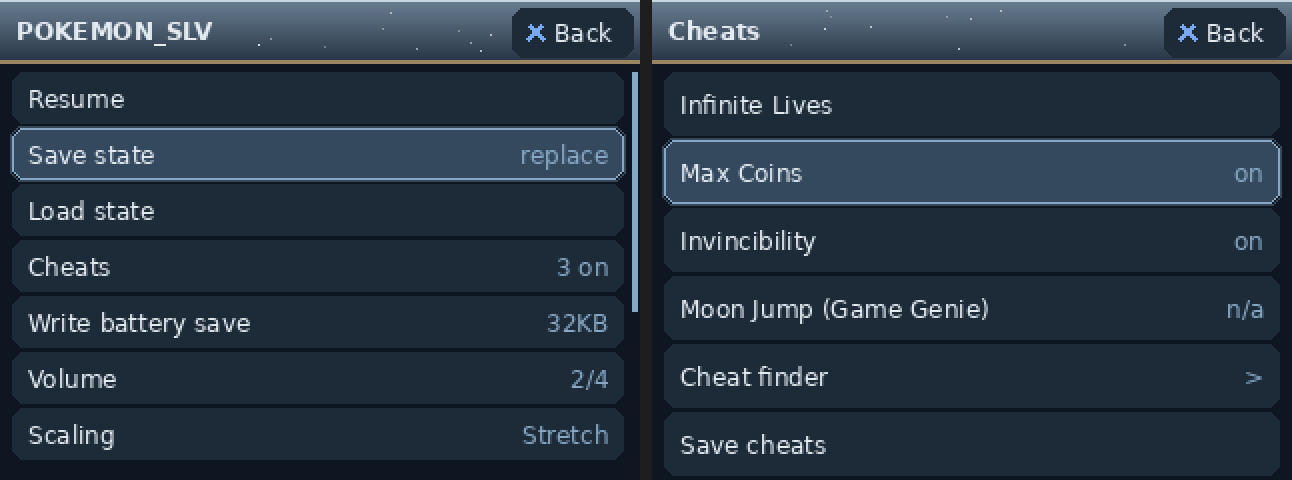 POKEMON_SLV
Back
Resume
Save state replace
Load state
Cheats 3 on
Write battery save 32KB
Volume 2/4
Scaling Stretch
Cheats
Back
Infinite Lives
Max Coins on
Invincibility on
Moon Jump (Game Genie) n/a
Cheat finder >
Save cheats